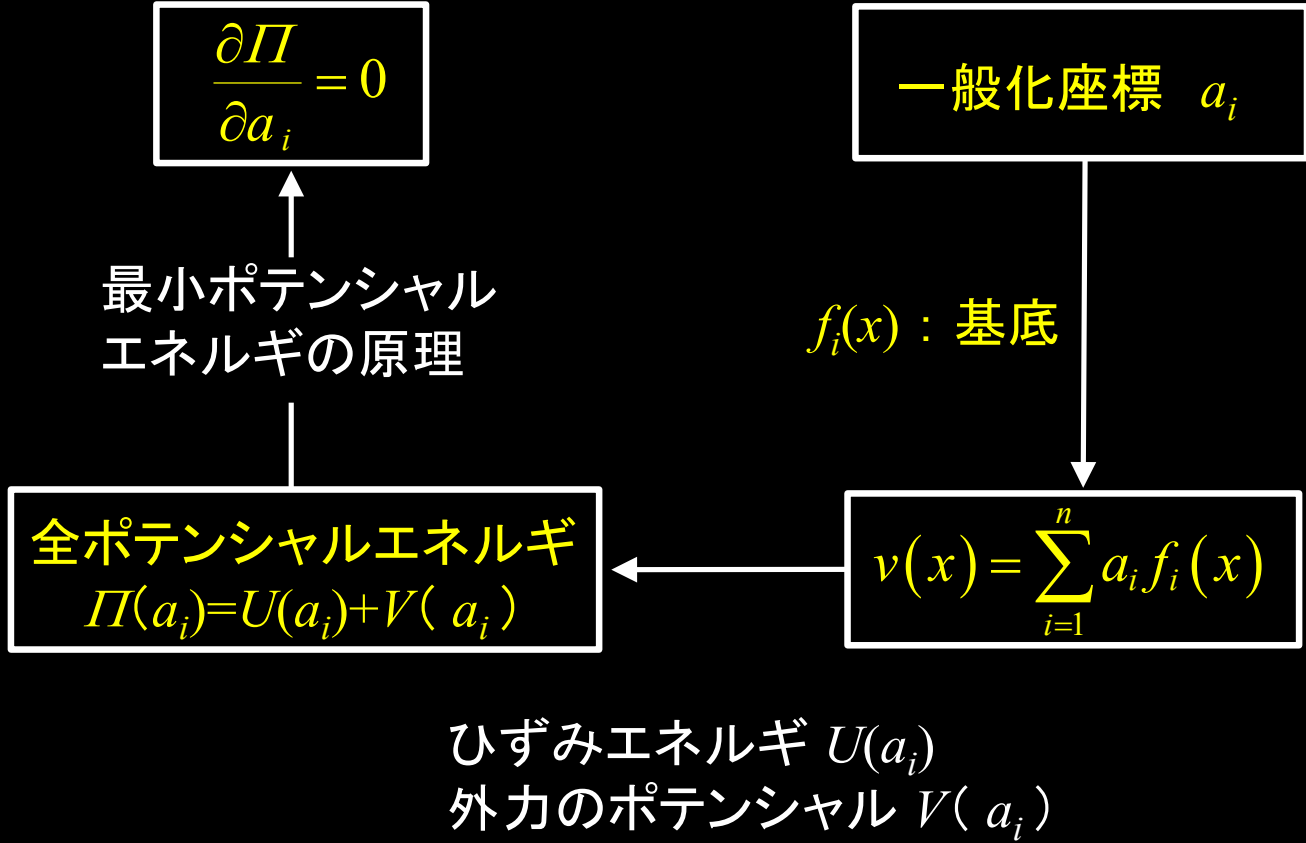 ∂Π/∂a_i = 0
一般化座標 a_i
最小ポテンシャル
エネルギの原理
f_i(x)：基底
全ポテンシャルエネルギ
Π(a_i)=U(a_i)+V( a_i )
v(x) = ∑_{i=1}^{n} a_i f_i(x)
ひずみエネルギ U(a_i)
外力のポテンシャル V( a_i )